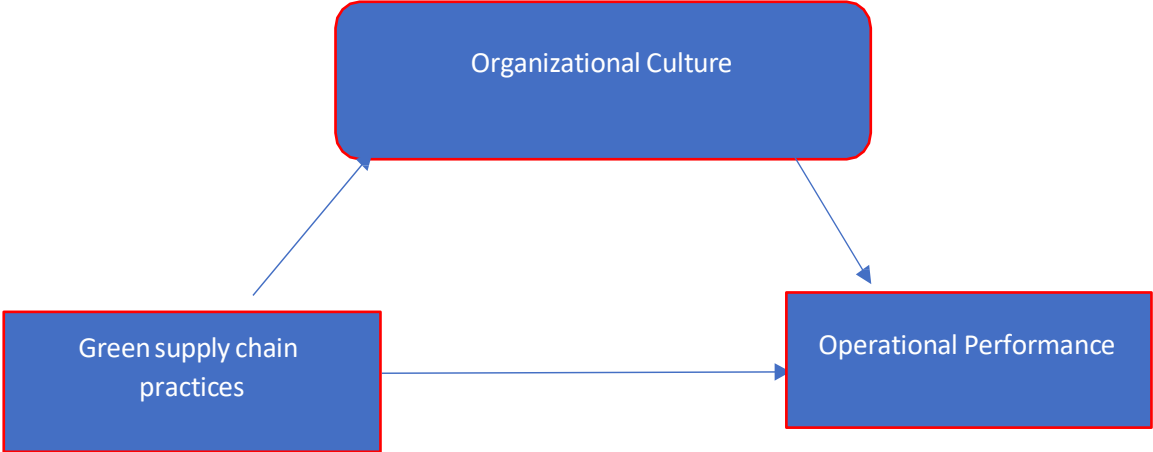 Organizational Culture
Green supply chain
practices
Operational Performance